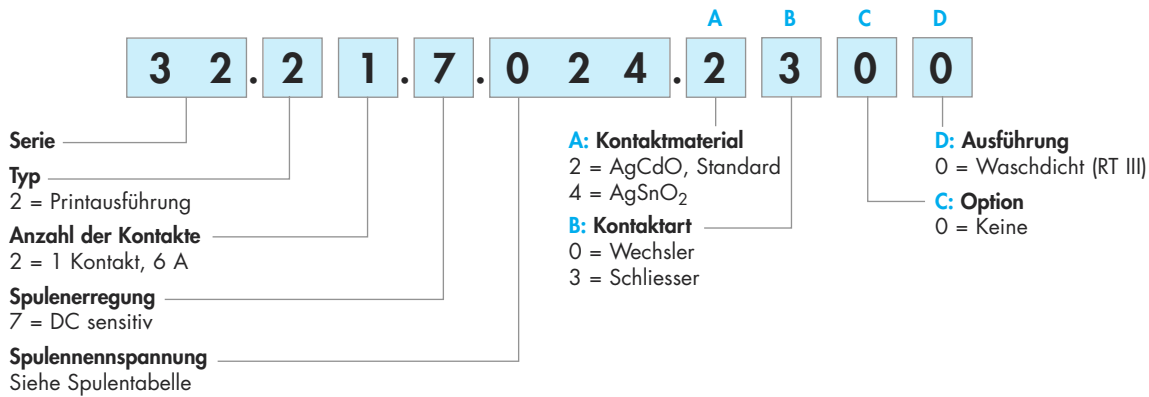 A B C D
3 2 . 2 1 . 7 . 0 2 4 . 2 3 0 0
Serie
Typ
2 = Printausführung
Anzahl der Kontakte
2 = 1 Kontakt, 6 A
Spulenerregung
7 = DC sensitiv
Spulennennspannung
Siehe Spulentabelle
A: Kontaktmaterial
2 = AgCdO, Standard
4 = AgSnO2
B: Kontaktart
0 = Wechsler
3 = Schliesser
D: Ausführung
0 = Waschdicht (RT III)
C: Option
0 = Keine